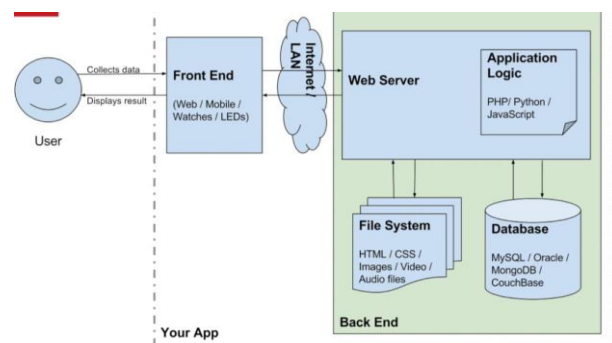 Collects data
Displays result
User
Front End
(Web / Mobile /
Watches / LEDs)
Internet /
LAN
Web Server
Application
Logic
PHP/ Python /
JavaScript
File System
HTML / CSS /
Images / Video /
Audio files
Database
MySQL / Oracle /
MongoDB /
CouchBase
Your App
Back End